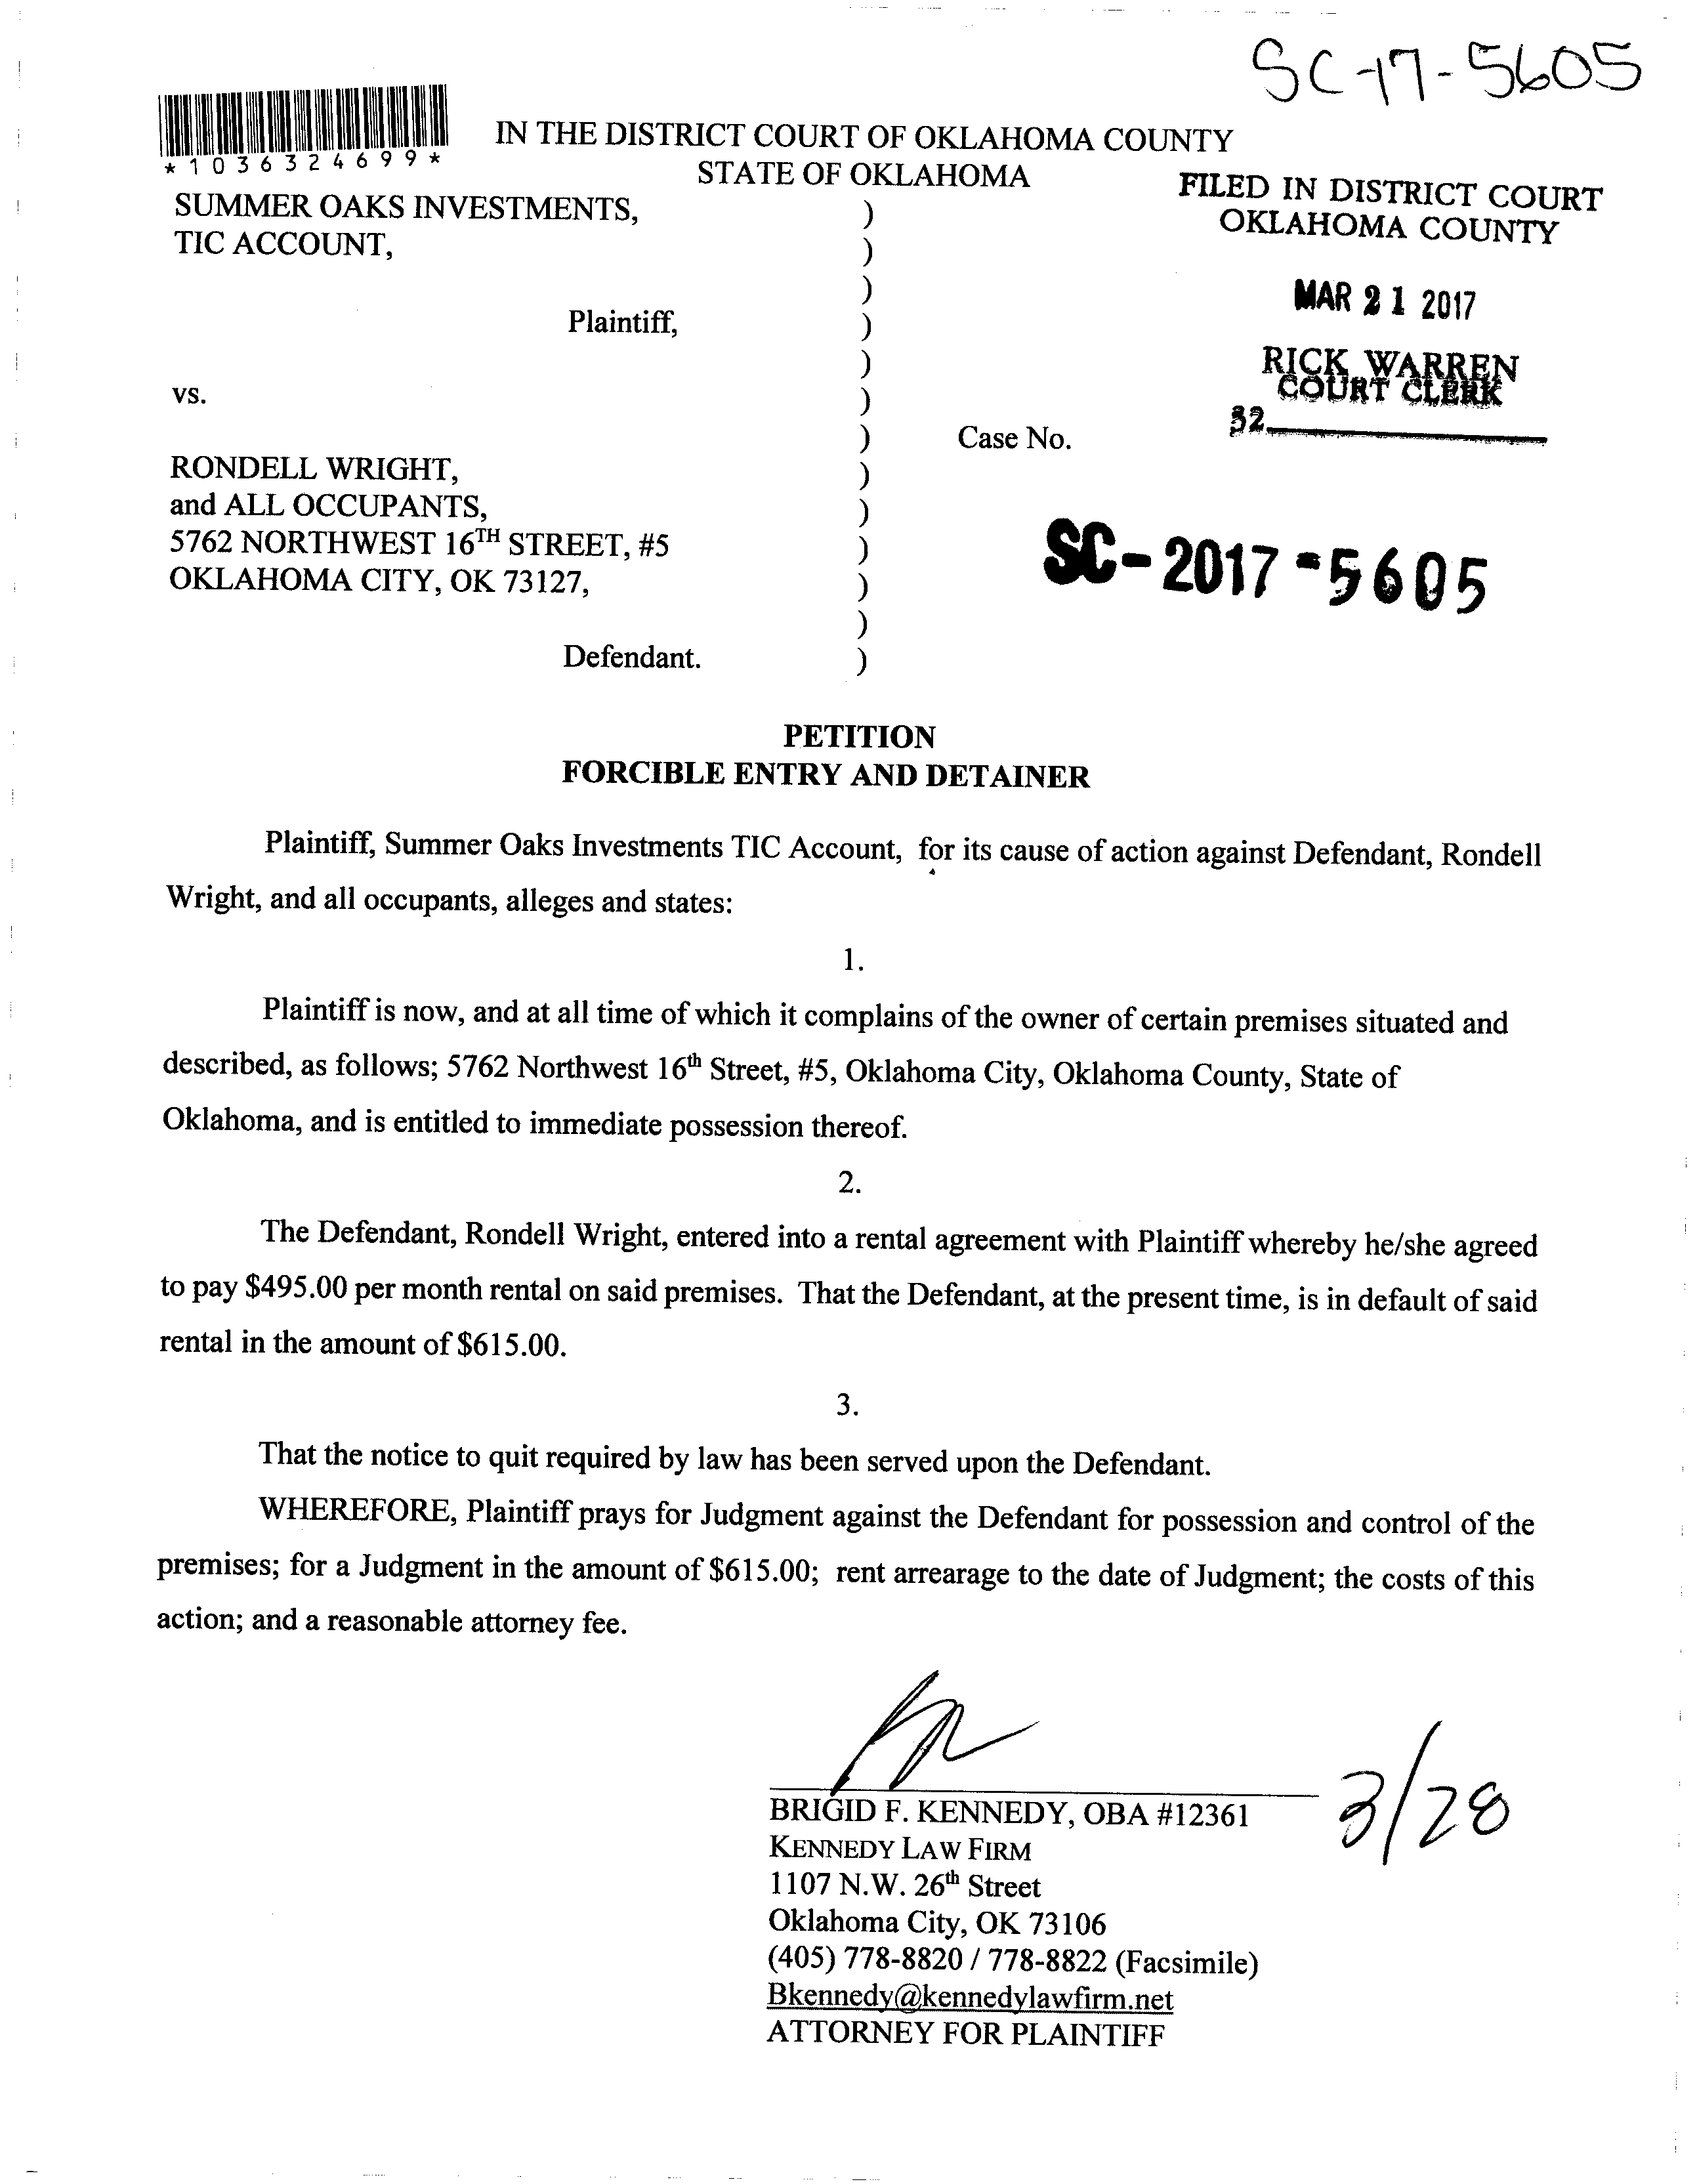 SC-17-5605
*1036324699*
IN THE DISTRICT COURT OF OKLAHOMA COUNTY
STATE OF OKLAHOMA
FILED IN DISTRICT COURT
OKLAHOMA COUNTY
MAR 21 2017
RICK WARREN
COURT CLERK
32
SUMMER OAKS INVESTMENTS, )
TIC ACCOUNT, )
)
Plaintiff, )
)
vs. )
) Case No.
RONDELL WRIGHT, )
and ALL OCCUPANTS, )
5762 NORTHWEST 16TH STREET, #5 )
OKLAHOMA CITY, OK 73127, )
)
Defendant. )
SC-2017-5605
PETITION
FORCIBLE ENTRY AND DETAINER
Plaintiff, Summer Oaks Investments TIC Account, for its cause of action against Defendant, Rondell
Wright, and all occupants, alleges and states:
1.
Plaintiff is now, and at all time of which it complains of the owner of certain premises situated and
described, as follows; 5762 Northwest 16th Street, #5, Oklahoma City, Oklahoma County, State of
Oklahoma, and is entitled to immediate possession thereof.
2.
The Defendant, Rondell Wright, entered into a rental agreement with Plaintiff whereby he/she agreed
to pay $495.00 per month rental on said premises. That the Defendant, at the present time, is in default of said
rental in the amount of $615.00.
3.
That the notice to quit required by law has been served upon the Defendant.
WHEREFORE, Plaintiff prays for Judgment against the Defendant for possession and control of the
premises; for a Judgment in the amount of $615.00; rent arrearage to the date of Judgment; the costs of this
action; and a reasonable attorney fee.
BRIGID F. KENNEDY, OBA #12361
KENNEDY LAW FIRM
1107 N.W. 26th Street
Oklahoma City, OK 73106
(405) 778-8820 / 778-8822 (Facsimile)
Bkennedy@kennedylawfirm.net
ATTORNEY FOR PLAINTIFF
3/28